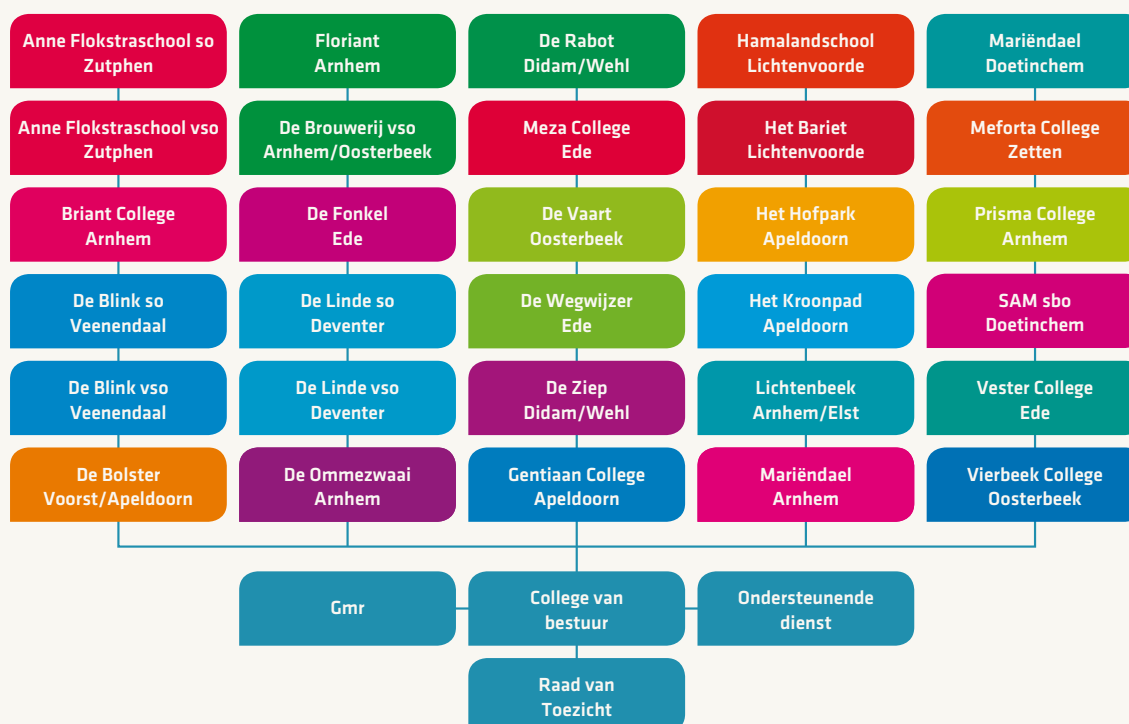 Anne Flokstraschool so
Zutphen
Floriant
Arnhem
De Rabot
Didam/Wehl
Hamalandschool
Lichtenvoorde
Mariëndael
Doetinchem
Anne Flokstraschool vso
Zutphen
De Brouwerij vso
Arnhem/Oosterbeek
Meza College
Ede
Het Bariet
Lichtenvoorde
Meforta College
Zetten
Briant College
Arnhem
De Fonkel
Ede
De Vaart
Oosterbeek
Het Hofpark
Apeldoorn
Prisma College
Arnhem
De Blink so
Veenendaal
De Linde so
Deventer
De Wegwijzer
Ede
Het Kroonpad
Apeldoorn
SAM sbo
Doetinchem
De Blink vso
Veenendaal
De Linde vso
Deventer
De Ziep
Didam/Wehl
Lichtenbeek
Arnhem/Elst
Vester College
Ede
De Bolster
Voorst/Apeldoorn
De Ommezwaai
Arnhem
Gentiaan College
Apeldoorn
Mariëndael
Arnhem
Vierbeek College
Oosterbeek
Gmr
College van
bestuur
Ondersteunende
dienst
Raad van
Toezicht